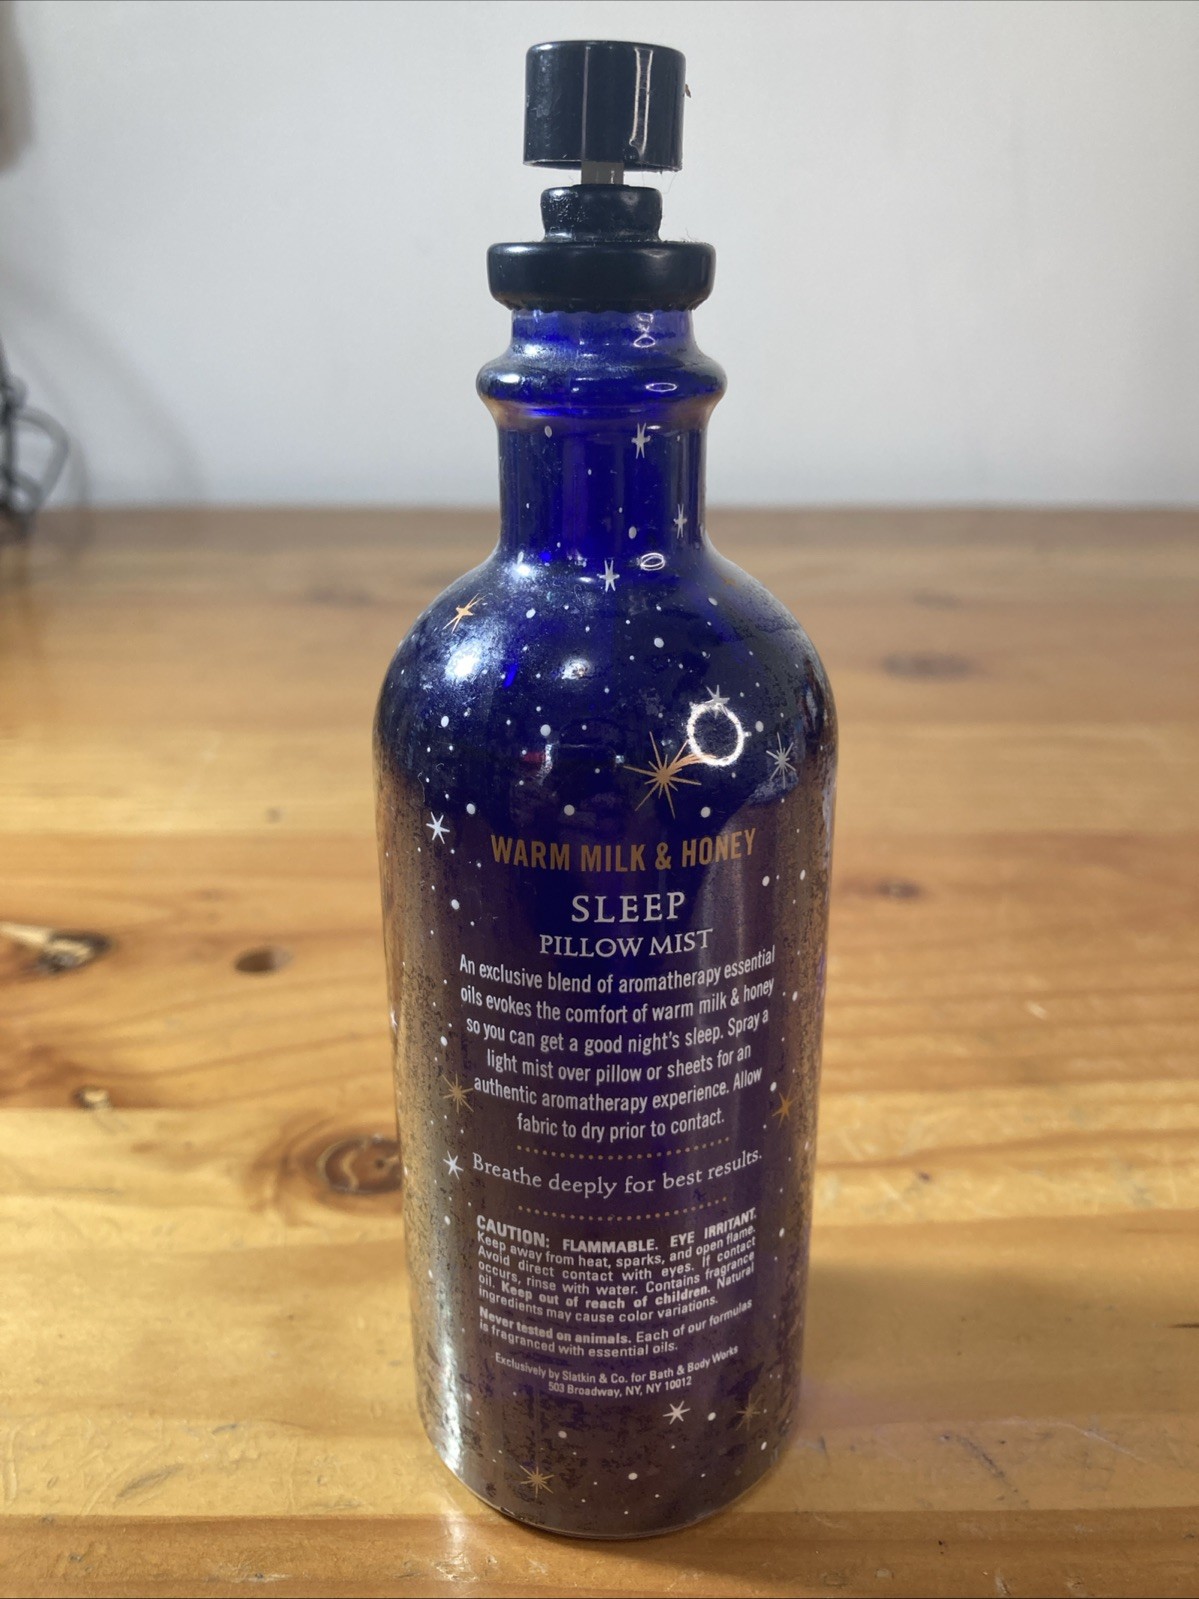 WARM MILK & HONEY
SLEEP
PILLOW MIST
An exclusive blend of aromatherapy essential
oils evokes the comfort of warm milk & honey
so you can get a good night's sleep. Spray a
light mist over pillow or sheets for an
authentic aromatherapy experience. Allow
fabric to dry prior to contact.
Breathe deeply for best results.
CAUTION: FLAMMABLE. EYE IRRITANT.
Keep away from heat, sparks, and open flame.
Avoid direct contact with eyes. If contact
occurs, rinse with water. Contains fragrance
oil. Keep out of reach of children. Natural
ingredients may cause color variations.
Never tested on animals. Each of our formulas
is fragranced with essential oils.
Exclusively by Slatkin & Co. for Bath & Body Works
503 Broadway, NY, NY 10012